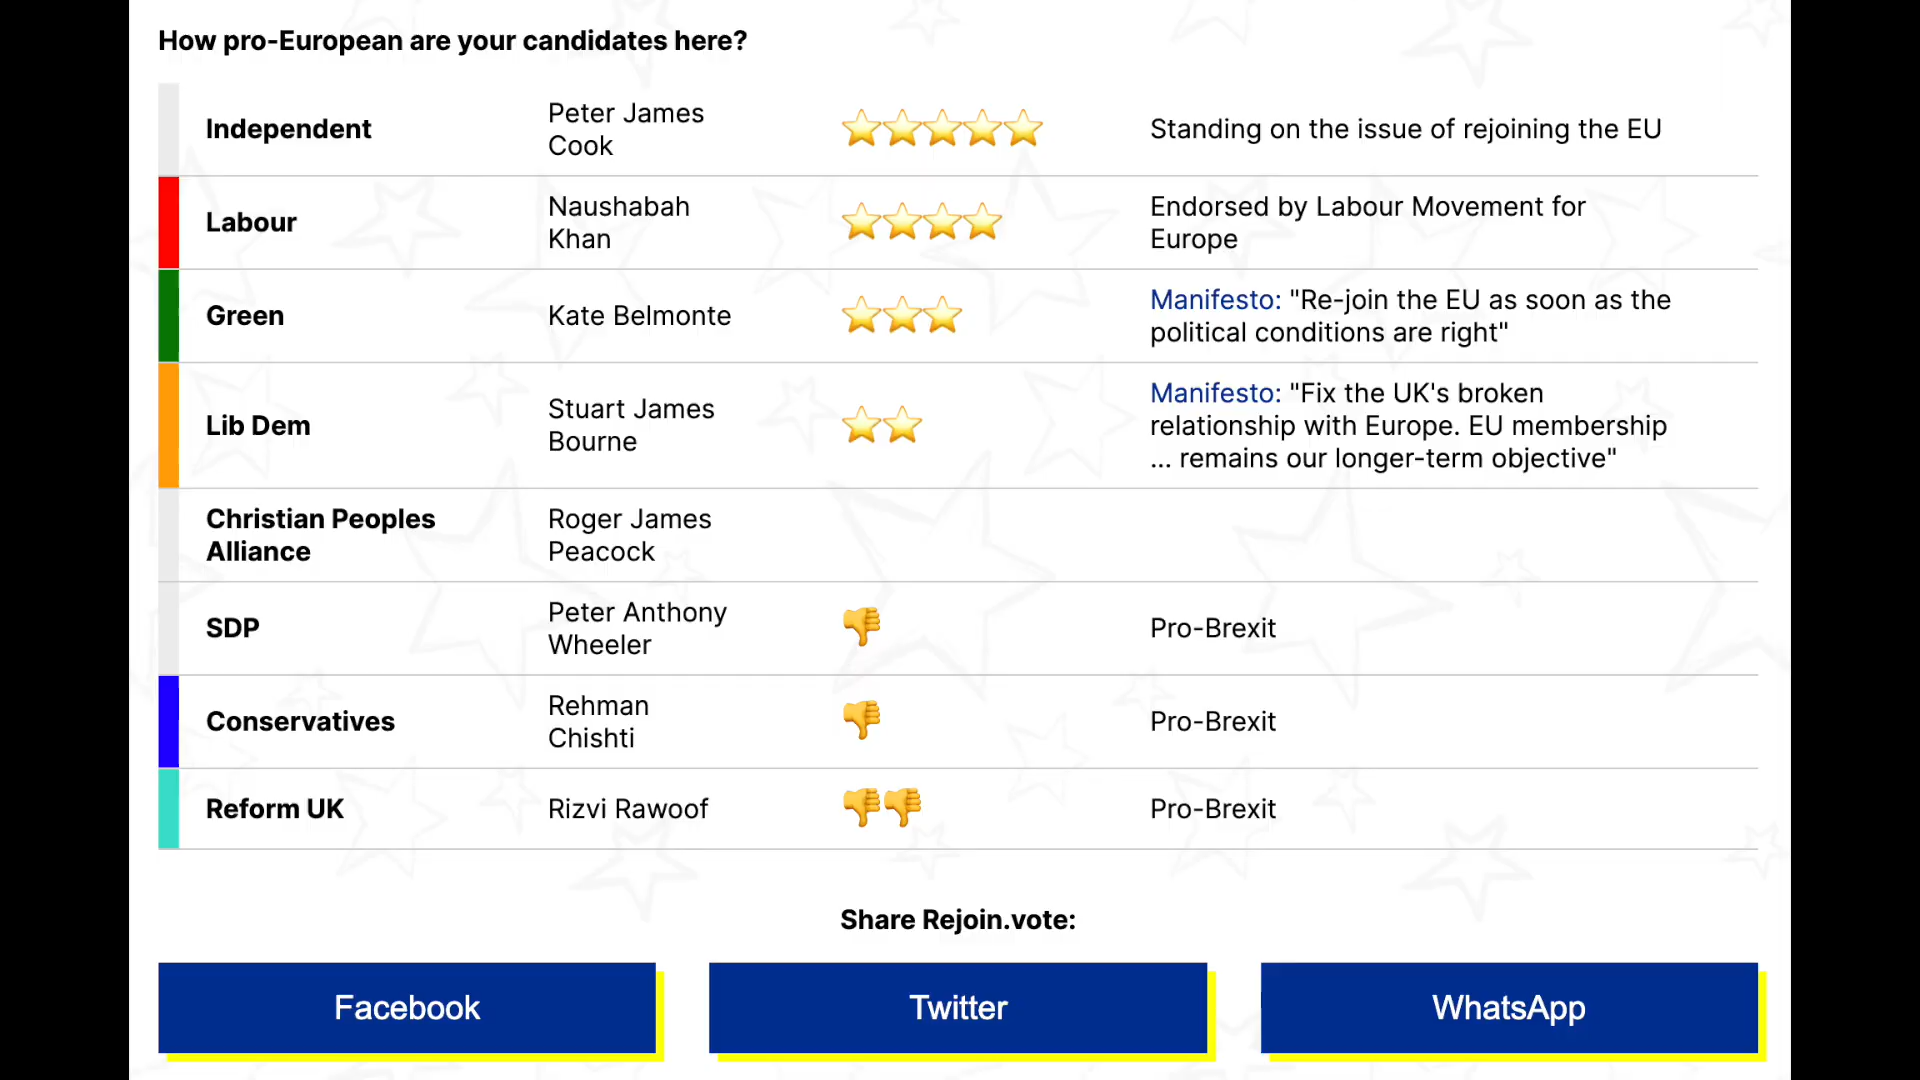 How pro-European are your candidates here?
Independent
Peter James
Cook
Standing on the issue of rejoining the EU
Labour
Naushabah
Khan
Endorsed by Labour Movement for
Europe
Green
Kate Belmonte
Manifesto: "Re-join the EU as soon as the
political conditions are right"
Lib Dem
Stuart James
Bourne
Manifesto: "Fix the UK's broken
relationship with Europe. EU membership
... remains our longer-term objective"
Christian Peoples
Alliance
Roger James
Peacock
SDP
Peter Anthony
Wheeler
Pro-Brexit
Conservatives
Rehman
Chishti
Pro-Brexit
Reform UK
Rizvi Rawoof
Pro-Brexit
Share Rejoin.vote:
Facebook
Twitter
WhatsApp